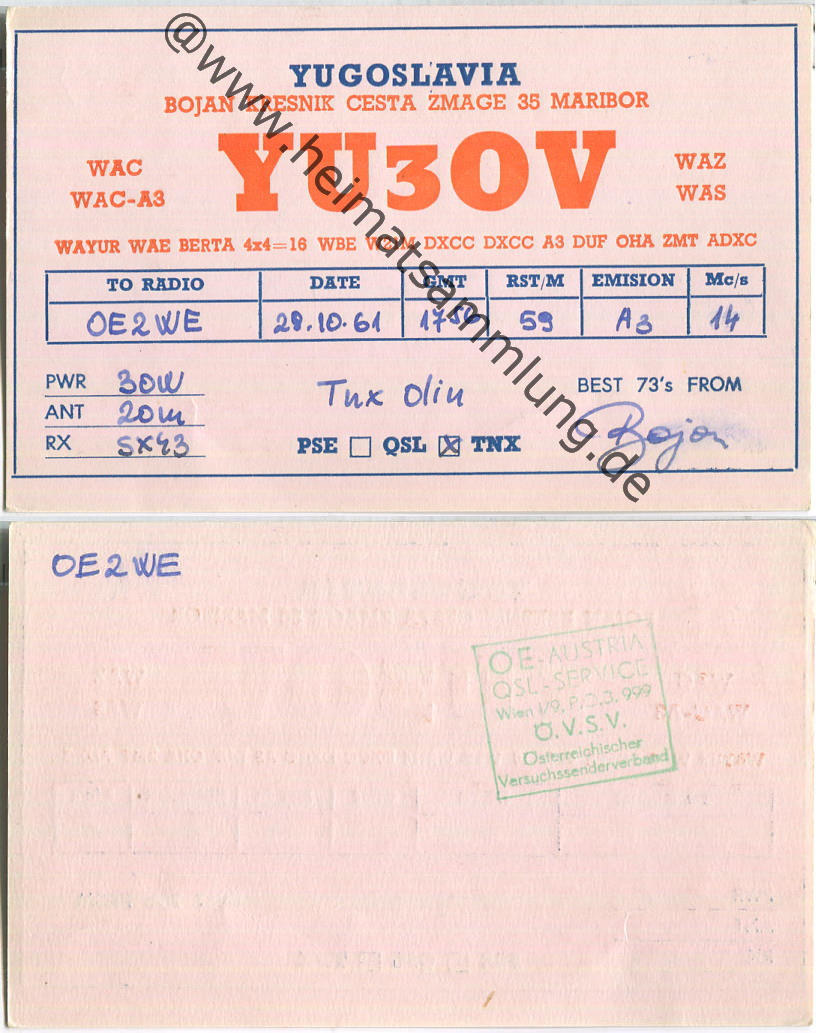 YUGOSLAVIA
BOJAN KRESNIK CESTA ZMAGE 35 MARIBOR
WAC YU3OV WAZ
WAC-A3 WAS
WAYUR WAE BERTA 4x4=16 WBE DXCC DXCC A3 DUF OHA ZMT ADXC
TO RADIO DATE GMT RST/M EMISION Mc/s
OE2WE 29.10.61 1756 59 A3 14
PWR 30W
ANT 20m
RX SX43
Tnx Olin
BEST 73's FROM
PSE QSL TNX
Bojan
@www.heimatsammlung.de
OE2WE
OE-AUSTRIA
QSL-SERVICE
Wien 1/9, P.O.B. 999
Ö.V.S.V.
Österreichischer
Versuchssenderverband